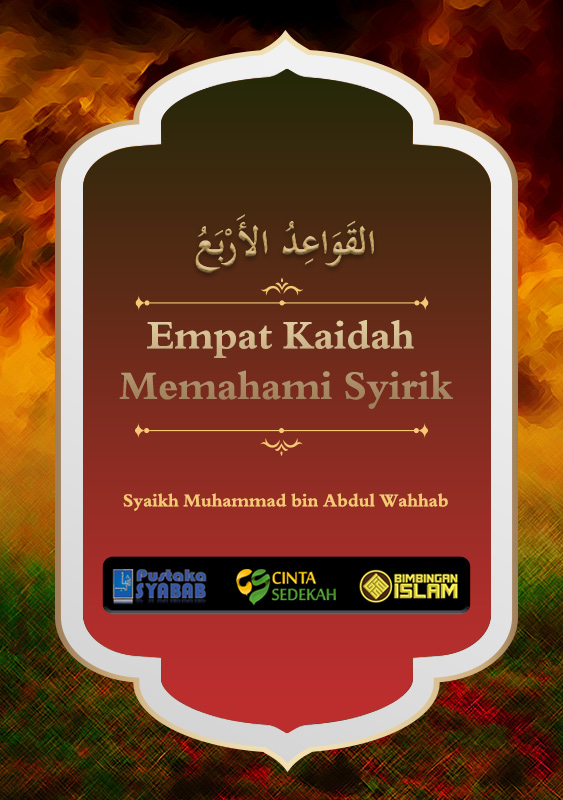 القَوَاعِدُ الأَرْبَعُ
Empat Kaidah
Memahami Syirik
Syaikh Muhammad bin Abdul Wahhab
Pustaka
SYABAB
CINTA
SEDEKAH
BIMBINGAN
ISLAM